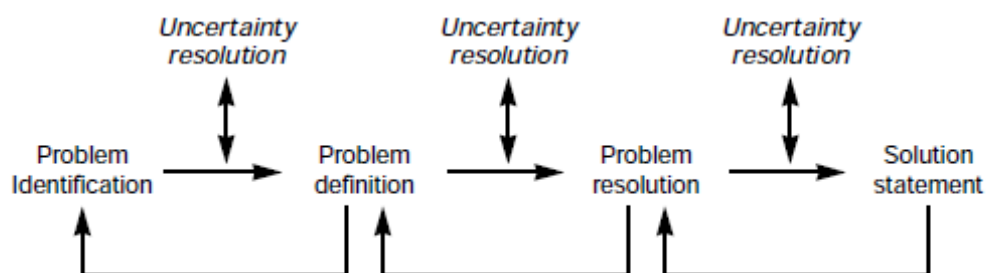 Uncertainty
resolution
Uncertainty
resolution
Uncertainty
resolution
Problem
Identification
Problem
definition
Problem
resolution
Solution
statement